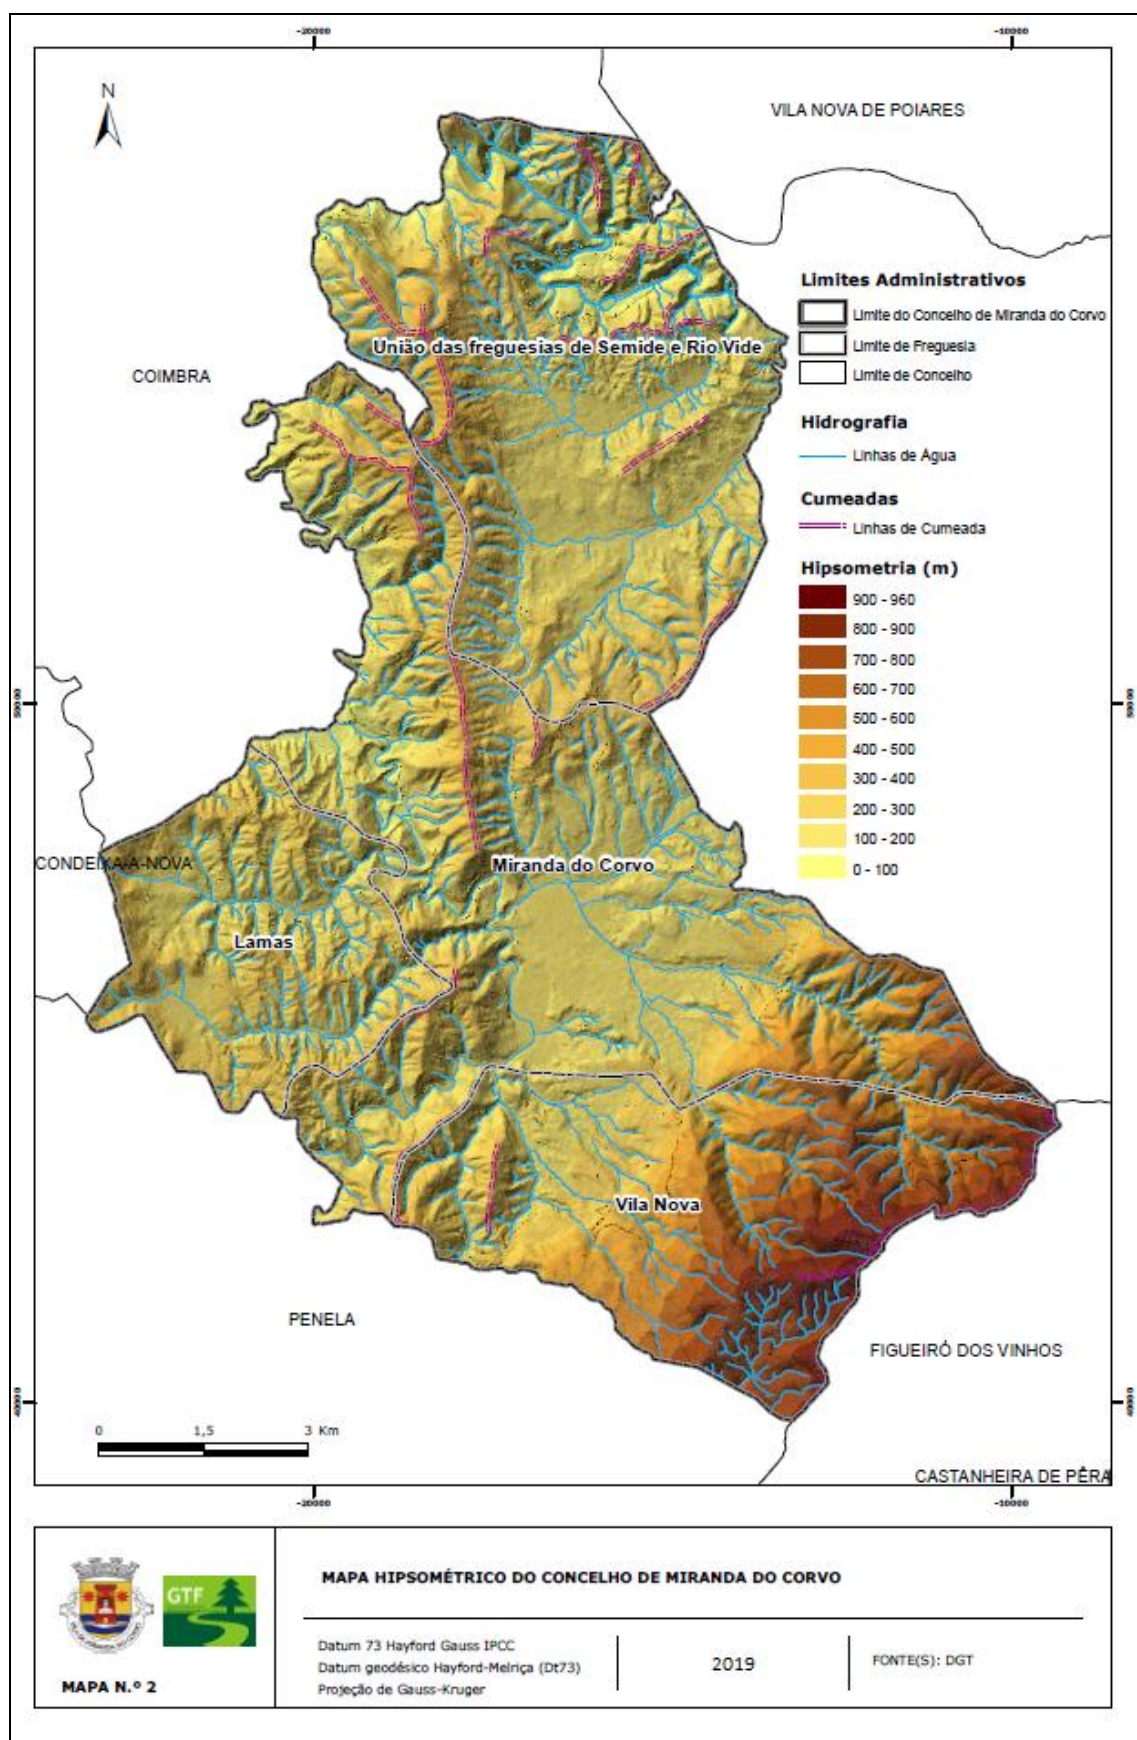 -20000
-10000
N
VILA NOVA DE POIARES
Limites Administrativos
Limite do Concelho de Miranda do Corvo
Limite de Freguesia
Limite de Concelho
União das freguesias de Semide e Rio Vide
COIMBRA
Hidrografia
Linhas de Água
Cumeadas
Linhas de Cumeada
Hipsometria (m)
900 - 960
800 - 900
700 - 800
600 - 700
500 - 600
400 - 500
300 - 400
200 - 300
100 - 200
0 - 100
50000
50000
CONDEIXA-A-NOVA
Miranda do Corvo
Lamas
Vila Nova
PENELA
FIGUEIRÓ DOS VINHOS
40000
40000
0 1,5 3 Km
CASTANHEIRA DE PÊRA
-20000
-10000
GTF
MAPA N.º 2
MAPA HIPSOMÉTRICO DO CONCELHO DE MIRANDA DO CORVO
Datum 73 Hayford Gauss IPCC
Datum geodésico Hayford-Melriça (Dt73)
Projeção de Gauss-Kruger
2019
FONTE(S): DGT